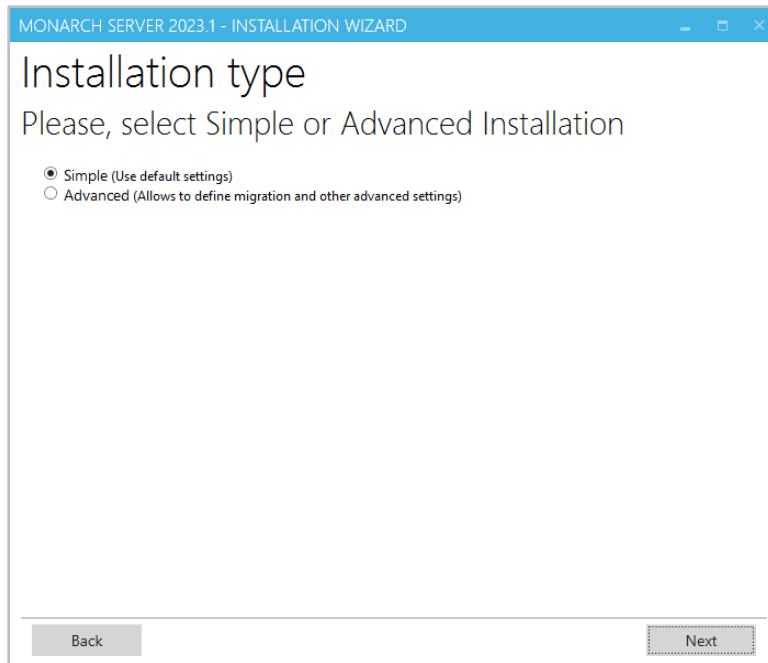 MONARCH SERVER 2023.1 - INSTALLATION WIZARD
Installation type
Please, select Simple or Advanced Installation
Simple (Use default settings)
Advanced (Allows to define migration and other advanced settings)
Back
Next